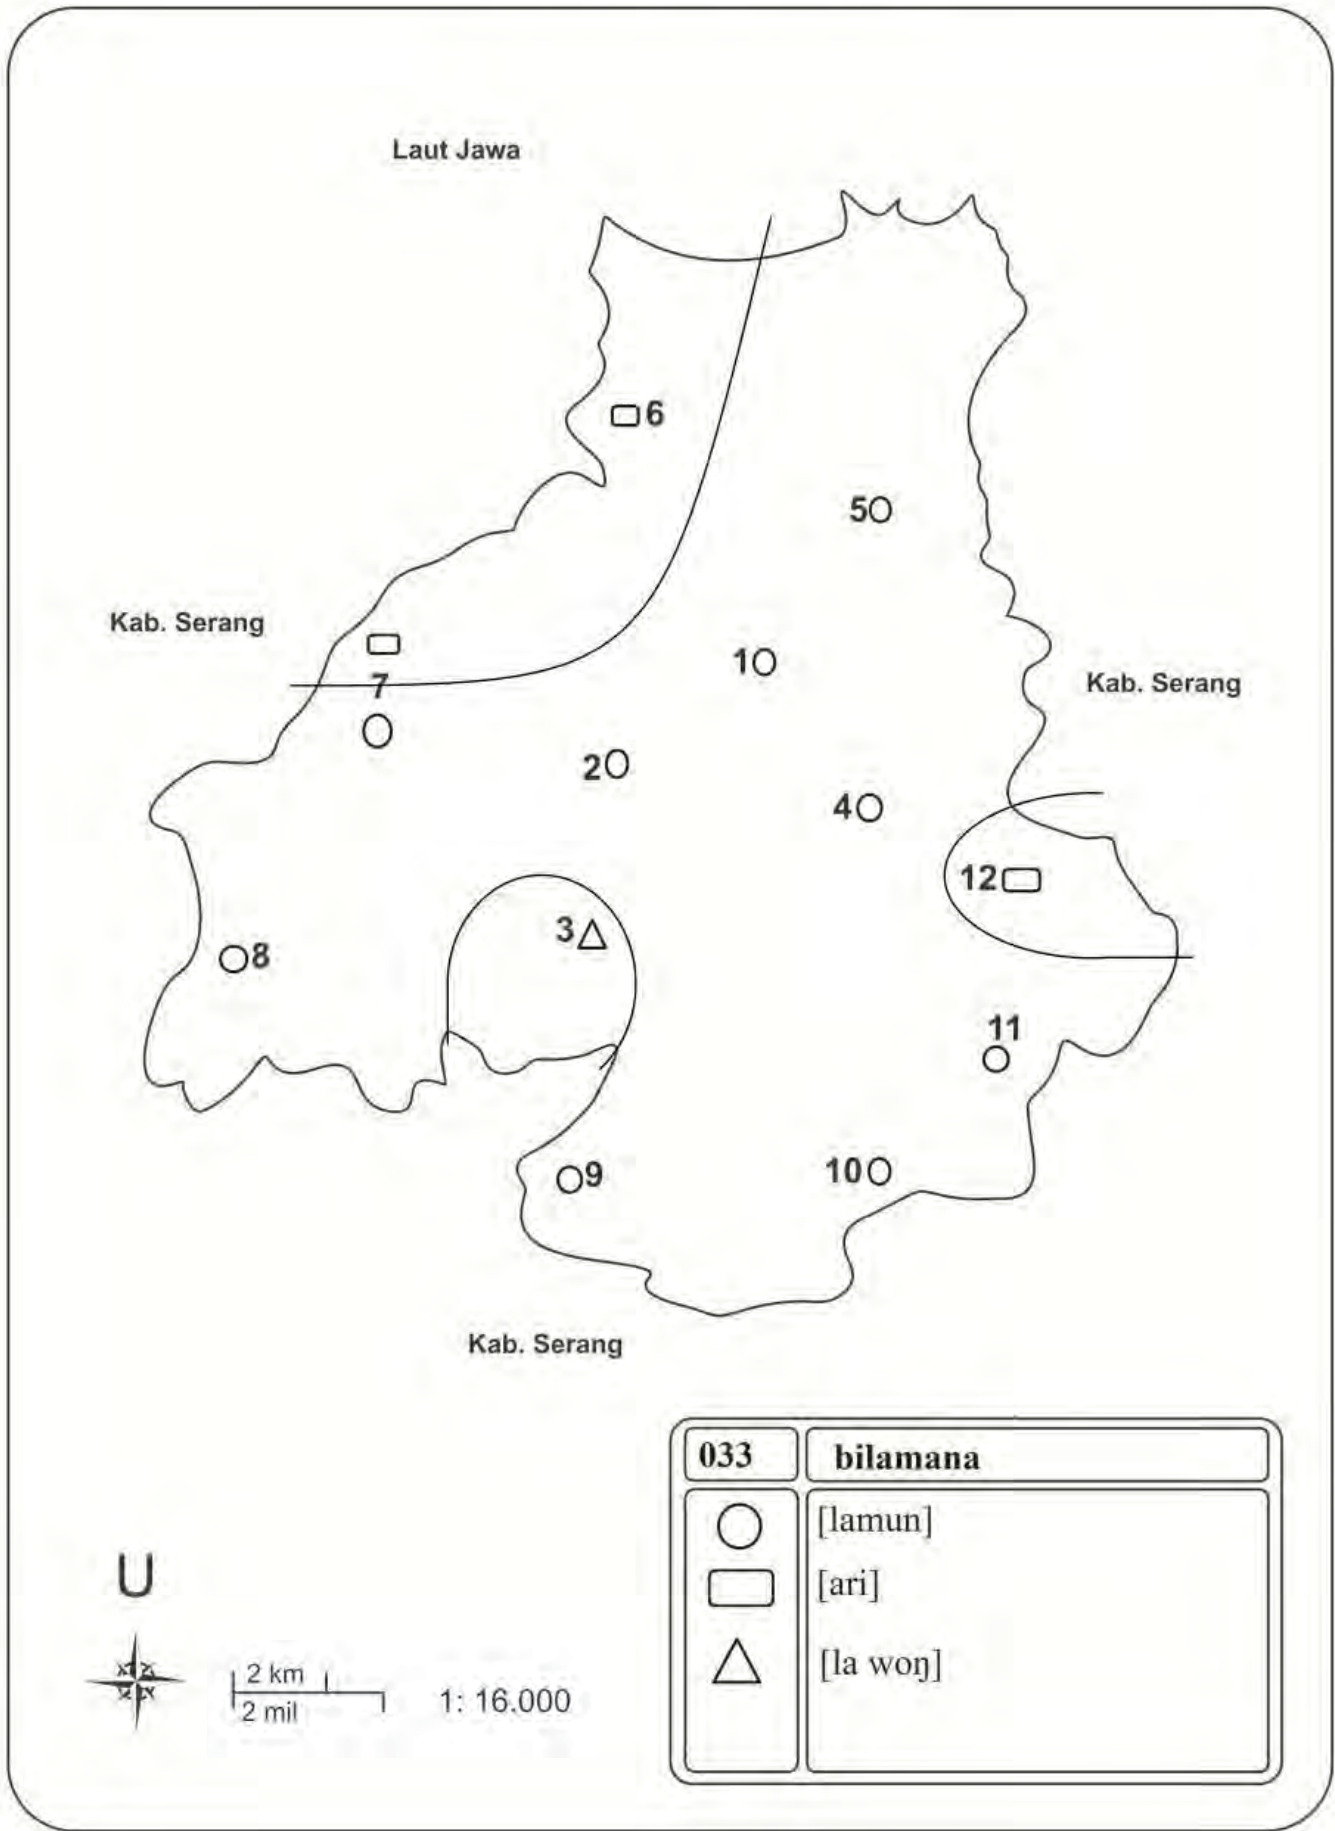 Laut Jawa
6
5
Kab. Serang
1
7
Kab. Serang
2
4
12
3
8
11
9
10
Kab. Serang
033 bilamana
[lamun]
[ari]
[la woŋ]
U
2 km
2 mil
1: 16.000